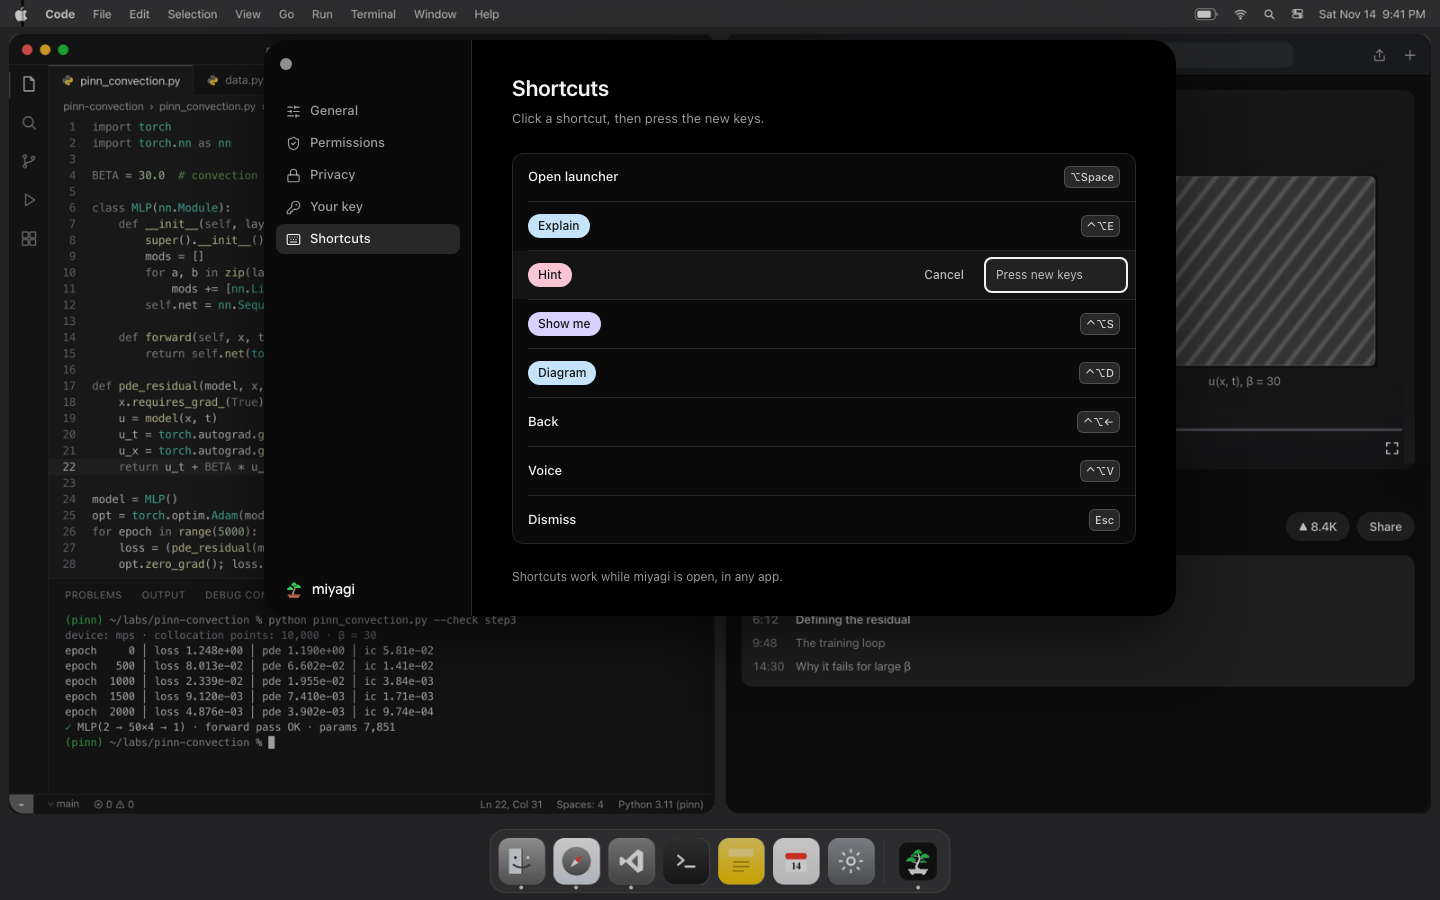 Code File Edit Selection View Go Run Terminal Window Help
Sat Nov 14 9:41 PM
pinn_convection.py
data.py
pinn-convection › pinn_convection.py ›
1 import torch
2 import torch.nn as nn
3
4 BETA = 30.0 # convection
5
6 class MLP(nn.Module):
7 def __init__(self, lay
8 super().__init__()
9 mods = []
10 for a, b in zip(la
11 mods += [nn.Li
12 self.net = nn.Sequ
13
14 def forward(self, x, t
15 return self.net(to
16
17 def pde_residual(model, x,
18 x.requires_grad_(True)
19 u = model(x, t)
20 u_t = torch.autograd.g
21 u_x = torch.autograd.g
22 return u_t + BETA * u_
23
24 model = MLP()
25 opt = torch.optim.Adam(mod
26 for epoch in range(5000):
27 loss = (pde_residual(m
28 opt.zero_grad(); loss.
PROBLEMS OUTPUT DEBUG CON
(pinn) ~/labs/pinn-convection % python pinn_convection.py --check step3
device: mps · collocation points: 10,000 · β = 30
epoch 0 | loss 1.248e+00 | pde 1.190e+00 | ic 5.81e-02
epoch 500 | loss 8.013e-02 | pde 6.602e-02 | ic 1.41e-02
epoch 1000 | loss 2.339e-02 | pde 1.955e-02 | ic 3.84e-03
epoch 1500 | loss 9.120e-03 | pde 7.410e-03 | ic 1.71e-03
epoch 2000 | loss 4.876e-03 | pde 3.902e-03 | ic 9.74e-04
✓ MLP(2 → 50×4 → 1) · forward pass OK · params 7,851
(pinn) ~/labs/pinn-convection %
main 0 0 Ln 22, Col 31 Spaces: 4 Python 3.11 (pinn)
General
Permissions
Privacy
Your key
Shortcuts
miyagi
Shortcuts
Click a shortcut, then press the new keys.
Open launcher ⌥Space
Explain ⌃⌥E
Hint Cancel Press new keys
Show me ⌃⌥S
Diagram ⌃⌥D
Back ⌃⌥←
Voice ⌃⌥V
Dismiss Esc
Shortcuts work while miyagi is open, in any app.
u(x, t), β = 30
▲ 8.4K Share
6:12 Defining the residual
9:48 The training loop
14:30 Why it fails for large β
14